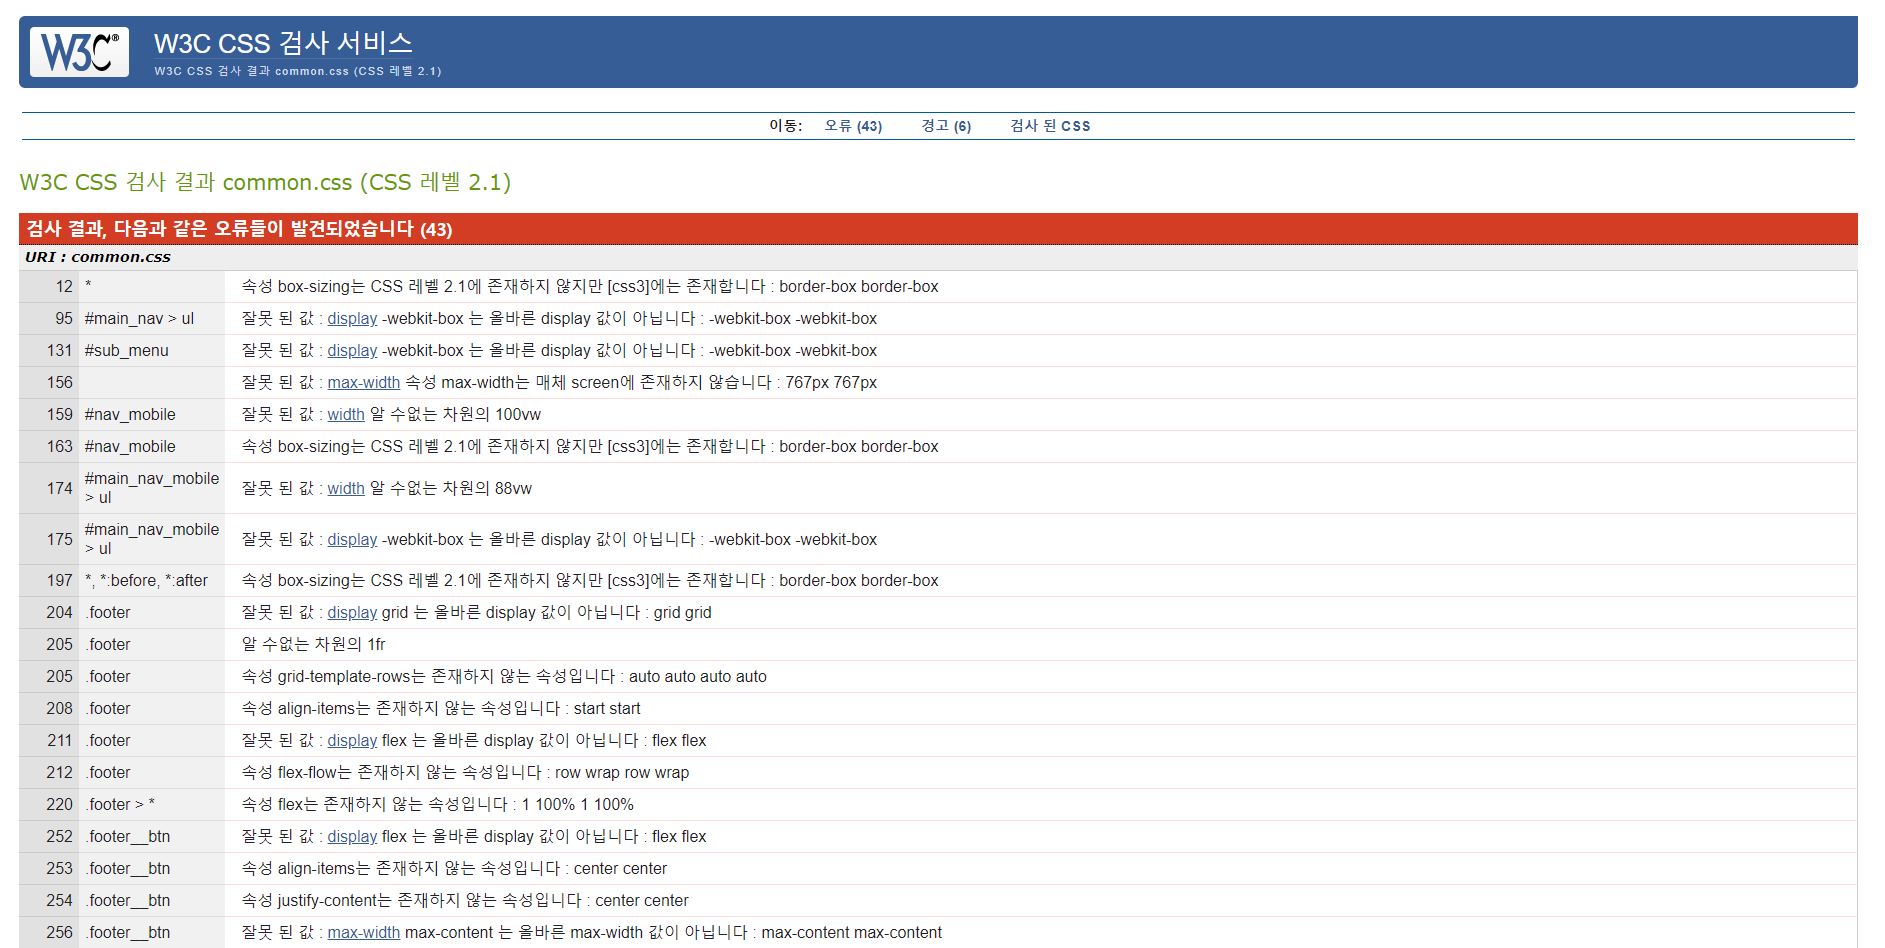 W3C®
W3C CSS 검사 서비스
W3C CSS 검사 결과 common.css (CSS 레벨 2.1)
이동: 오류 (43) 경고 (6) 검사 된 CSS
W3C CSS 검사 결과 common.css (CSS 레벨 2.1)
검사 결과, 다음과 같은 오류들이 발견되었습니다 (43)
URI : common.css
12 * 속성 box-sizing는 CSS 레벨 2.1에 존재하지 않지만 [css3]에는 존재합니다 : border-box border-box
95 #main_nav > ul 잘못 된 값 : display -webkit-box 는 올바른 display 값이 아닙니다 : -webkit-box -webkit-box
131 #sub_menu 잘못 된 값 : display -webkit-box 는 올바른 display 값이 아닙니다 : -webkit-box -webkit-box
156 잘못 된 값 : max-width 속성 max-width는 매체 screen에 존재하지 않습니다 : 767px 767px
159 #nav_mobile 잘못 된 값 : width 알 수없는 차원의 100vw
163 #nav_mobile 속성 box-sizing는 CSS 레벨 2.1에 존재하지 않지만 [css3]에는 존재합니다 : border-box border-box
174 #main_nav_mobile > ul 잘못 된 값 : width 알 수없는 차원의 88vw
175 #main_nav_mobile > ul 잘못 된 값 : display -webkit-box 는 올바른 display 값이 아닙니다 : -webkit-box -webkit-box
197 *, *:before, *:after 속성 box-sizing는 CSS 레벨 2.1에 존재하지 않지만 [css3]에는 존재합니다 : border-box border-box
204 .footer 잘못 된 값 : display grid 는 올바른 display 값이 아닙니다 : grid grid
205 .footer 알 수없는 차원의 1fr
205 .footer 속성 grid-template-rows는 존재하지 않는 속성입니다 : auto auto auto auto
208 .footer 속성 align-items는 존재하지 않는 속성입니다 : start start
211 .footer 잘못 된 값 : display flex 는 올바른 display 값이 아닙니다 : flex flex
212 .footer 속성 flex-flow는 존재하지 않는 속성입니다 : row wrap row wrap
220 .footer > * 속성 flex는 존재하지 않는 속성입니다 : 1 100% 1 100%
252 .footer__btn 잘못 된 값 : display flex 는 올바른 display 값이 아닙니다 : flex flex
253 .footer__btn 속성 align-items는 존재하지 않는 속성입니다 : center center
254 .footer__btn 속성 justify-content는 존재하지 않는 속성입니다 : center center
256 .footer__btn 잘못 된 값 : max-width max-content 는 올바른 max-width 값이 아닙니다 : max-content max-content